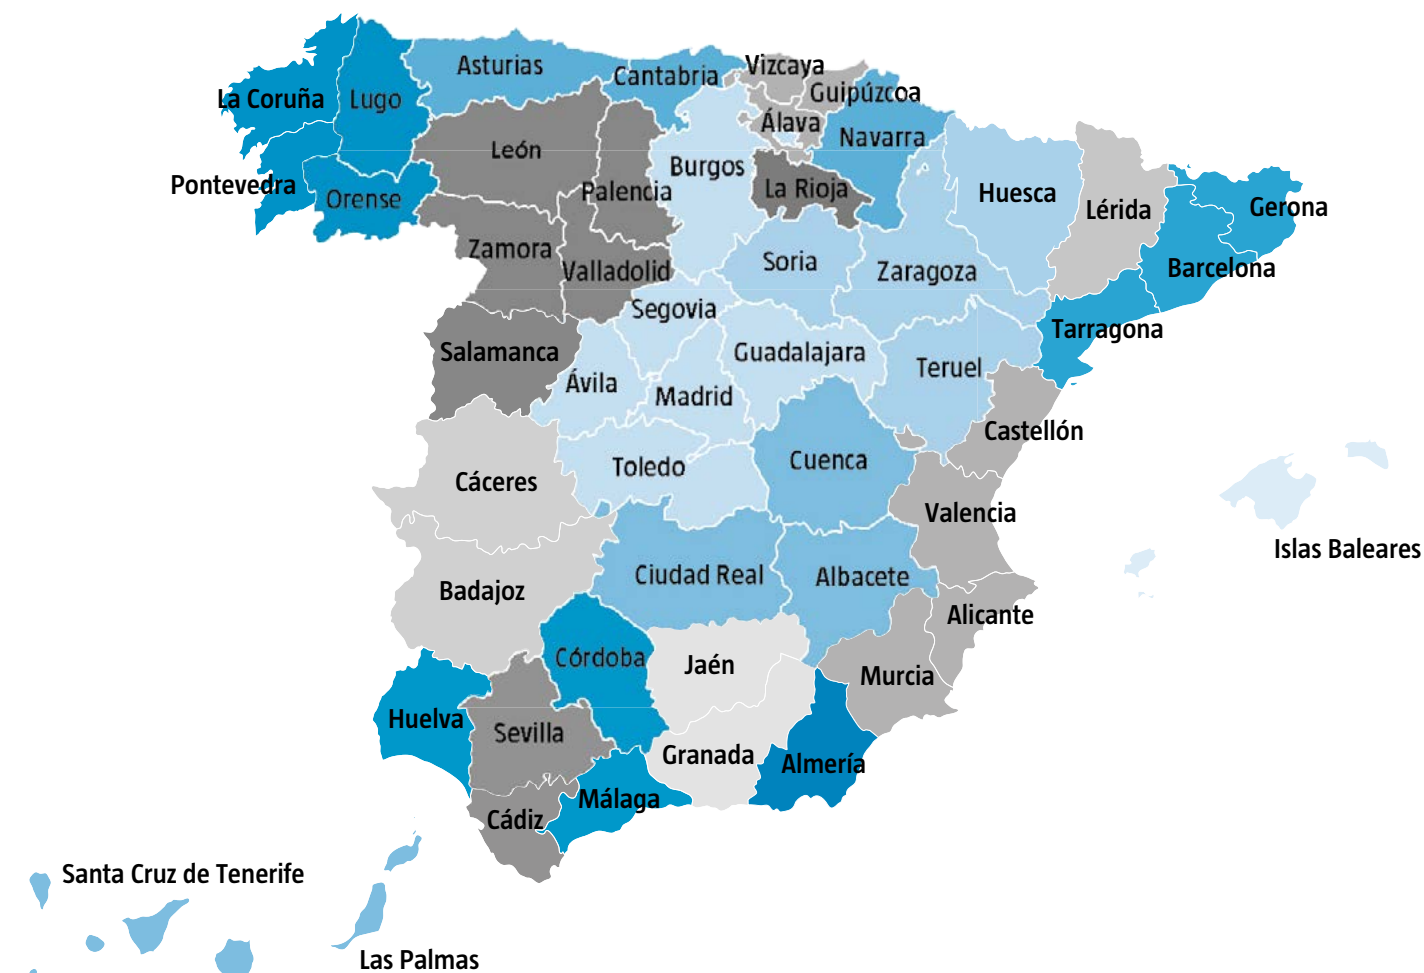 Asturias
Cantabria
Vizcaya
Guipúzcoa
La Coruña
Lugo
Álava
Navarra
León
Burgos
Pontevedra
Orense
Palencia
La Rioja
Huesca
Lérida
Gerona
Zamora
Valladolid
Soria
Zaragoza
Barcelona
Segovia
Tarragona
Salamanca
Ávila
Madrid
Guadalajara
Teruel
Castellón
Cáceres
Toledo
Cuenca
Valencia
Islas Baleares
Badajoz
Ciudad Real
Albacete
Alicante
Córdoba
Jaén
Murcia
Huelva
Sevilla
Granada
Almería
Málaga
Cádiz
Santa Cruz de Tenerife
Las Palmas